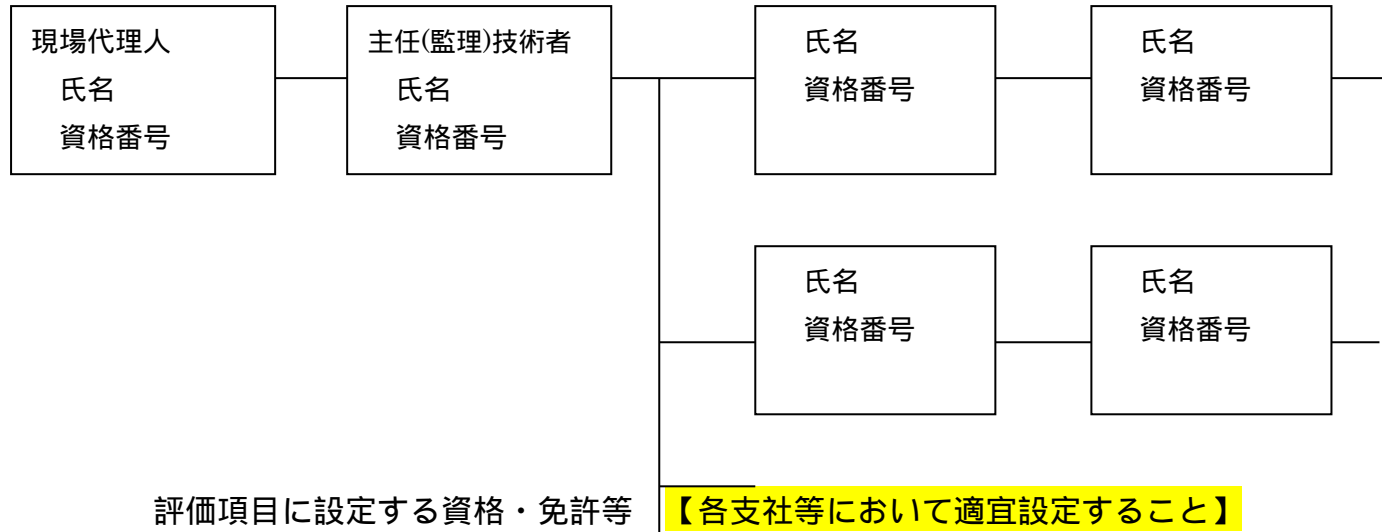 現場代理人
氏名
資格番号
主任(監理)技術者
氏名
資格番号
氏名
資格番号
氏名
資格番号
氏名
資格番号
氏名
資格番号
評価項目に設定する資格・免許等 【各支社等において適宜設定すること】